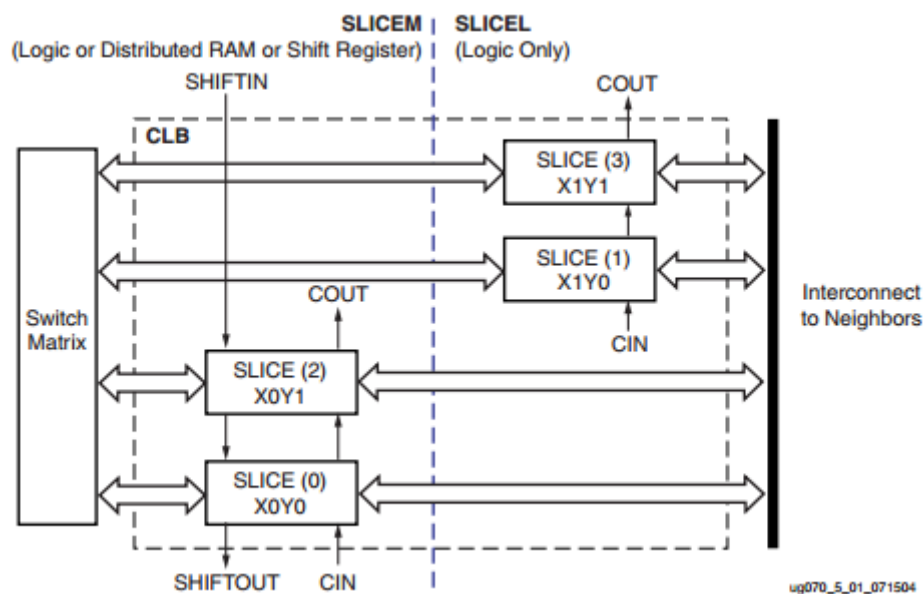 SLICEM
(Logic or Distributed RAM or Shift Register)
SLICEL
(Logic Only)
SHIFTIN
COUT
CLB
SLICE (3)
X1Y1
SLICE (1)
X1Y0
COUT
CIN
Switch
Matrix
Interconnect
to Neighbors
SLICE (2)
X0Y1
SLICE (0)
X0Y0
SHIFTOUT
CIN
ug070_5_01_071504